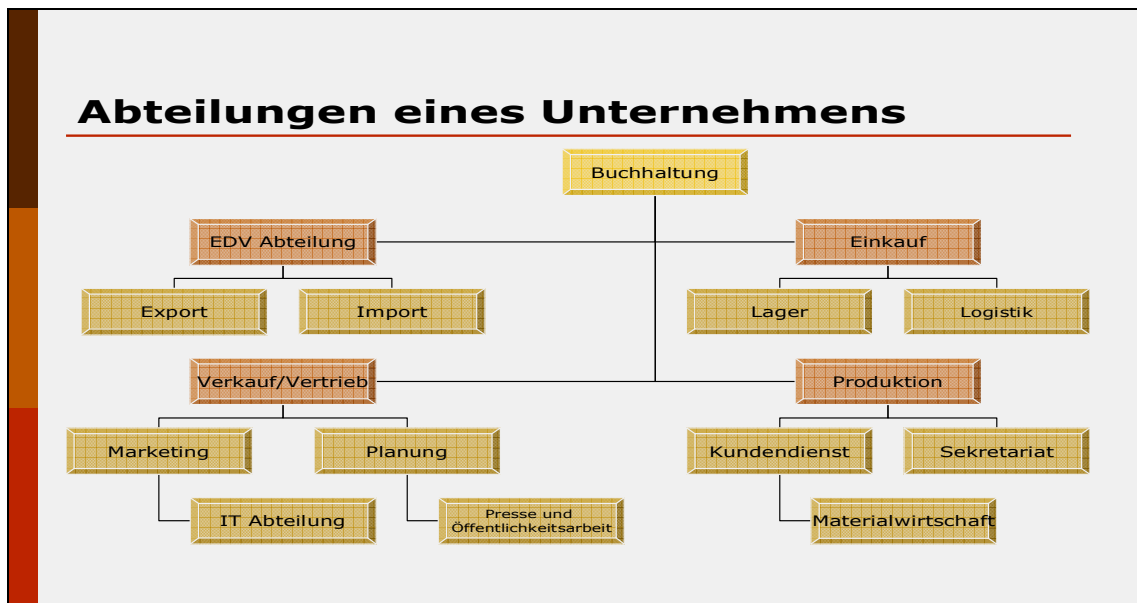 Abteilungen eines Unternehmens
Buchhaltung
EDV Abteilung
Einkauf
Export
Import
Lager
Logistik
Verkauf/Vertrieb
Produktion
Marketing
Planung
Kundendienst
Sekretariat
IT Abteilung
Presse und
Öffentlichkeitsarbeit
Materialwirtschaft